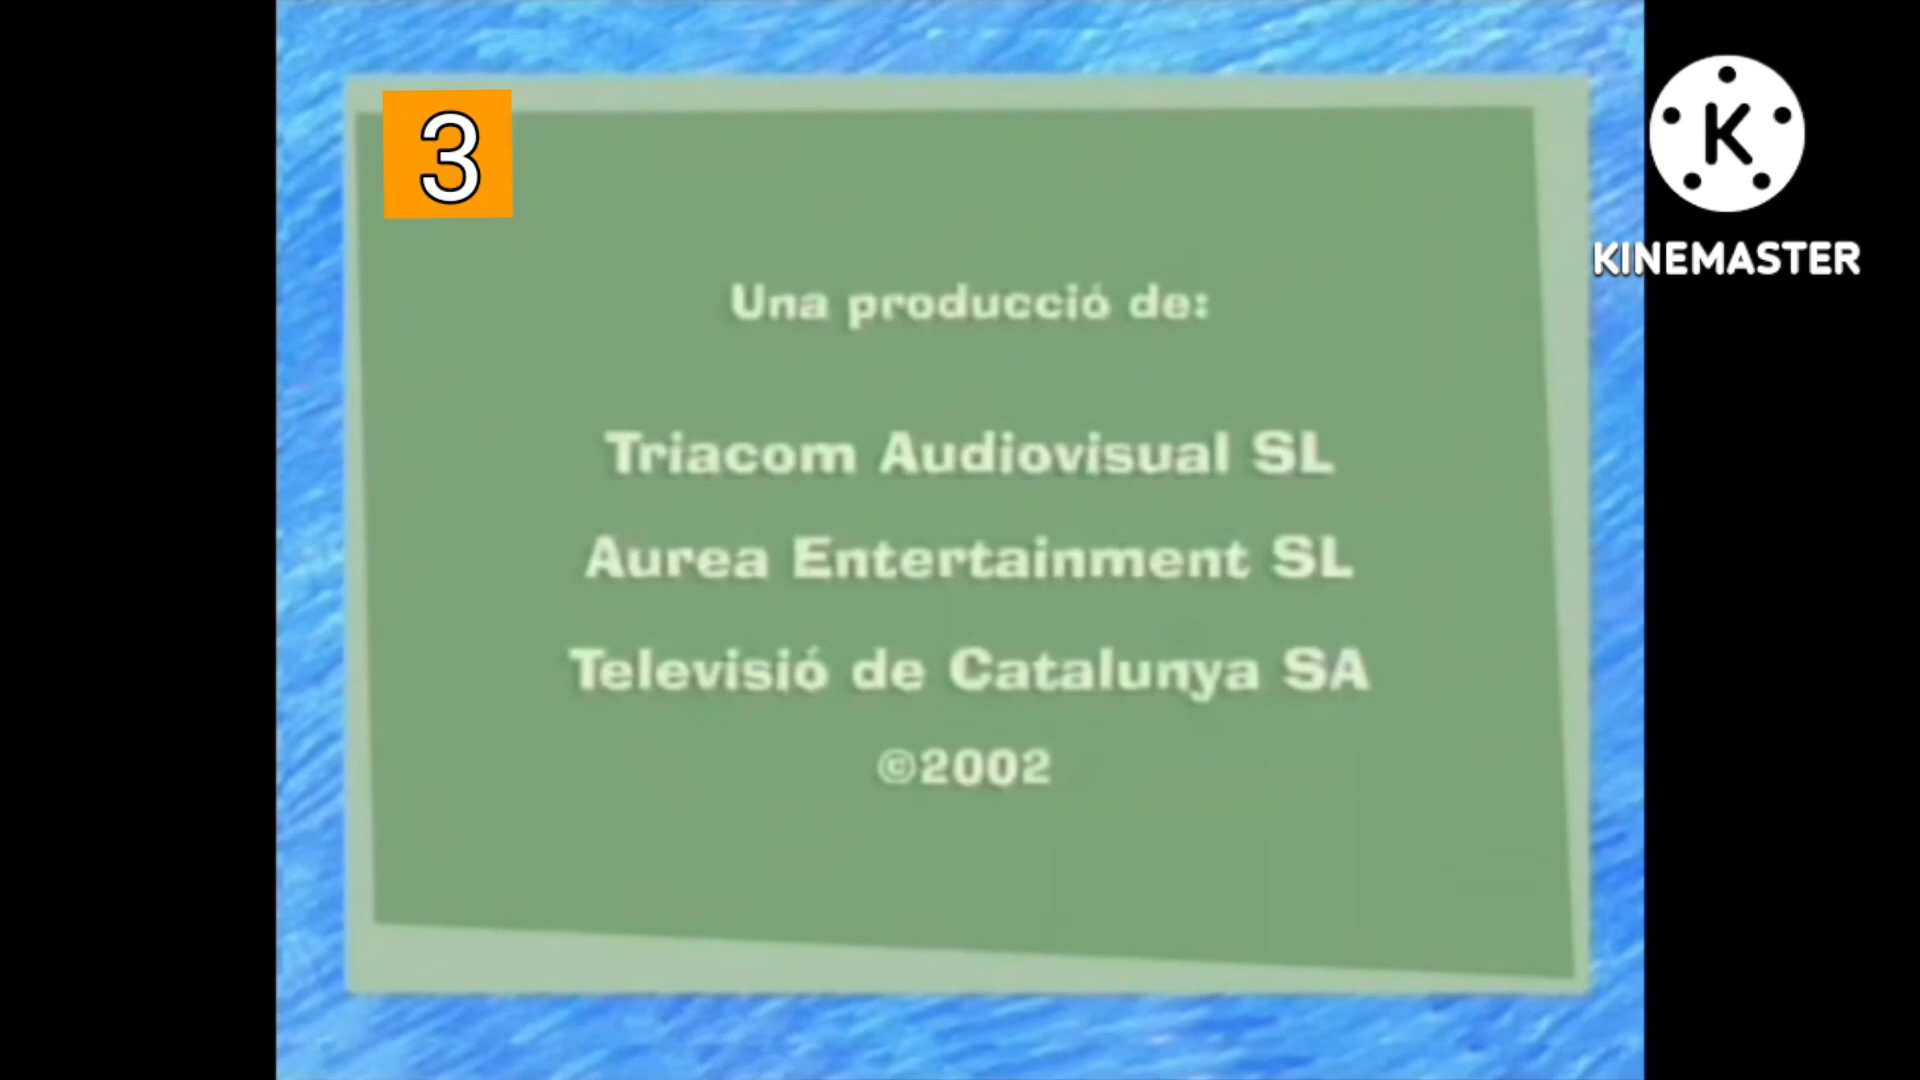 3
K
KINEMASTER
Una producció de:
Triacom Audiovisual SL
Aurea Entertainment SL
Televisió de Catalunya SA
©2002